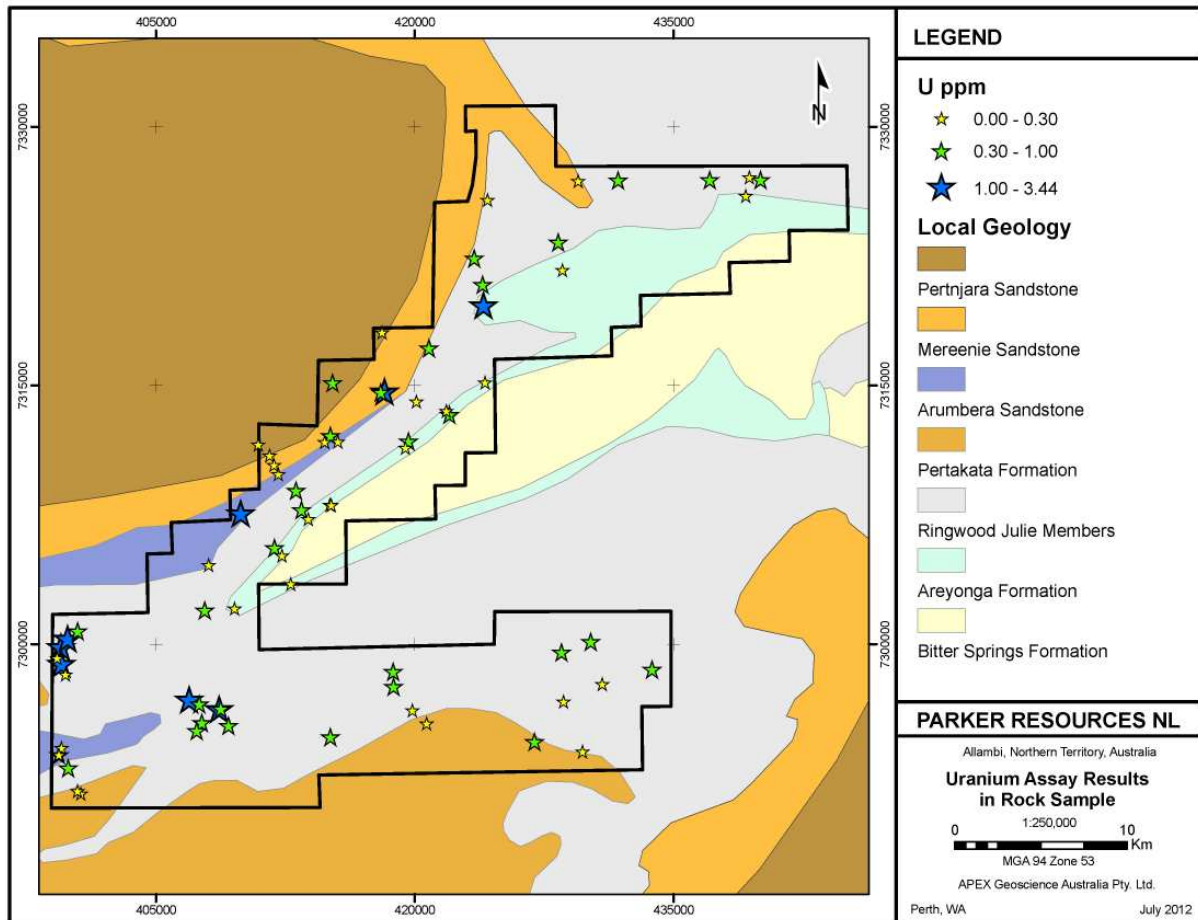 405000
420000
435000
7330000
7330000
7315000
7315000
7300000
7300000
405000
420000
435000
N
LEGEND
U ppm
0.00 - 0.30
0.30 - 1.00
1.00 - 3.44
Local Geology
Pertnjara Sandstone
Mereenie Sandstone
Arumbera Sandstone
Pertakata Formation
Ringwood Julie Members
Areyonga Formation
Bitter Springs Formation
PARKER RESOURCES NL
Allambi, Northern Territory, Australia
Uranium Assay Results
in Rock Sample
1:250,000
0 10
Km
MGA 94 Zone 53
APEX Geoscience Australia Pty. Ltd.
Perth, WA July 2012